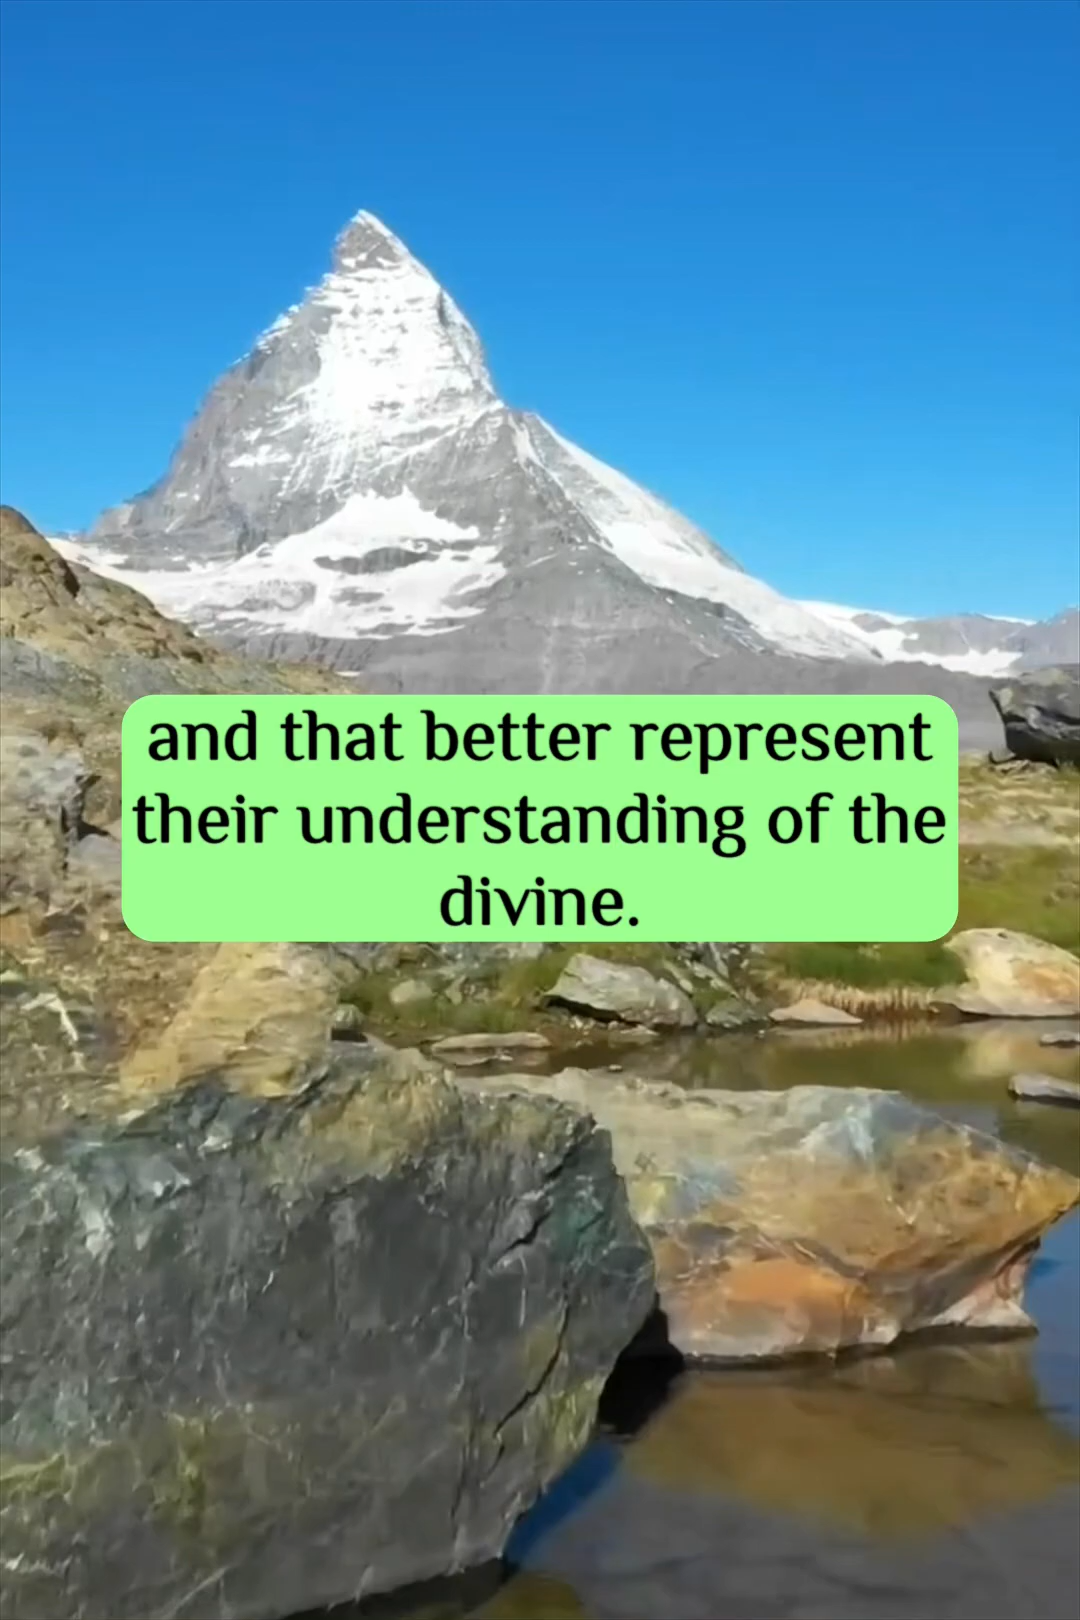 and that better represent
their understanding of the
divine.